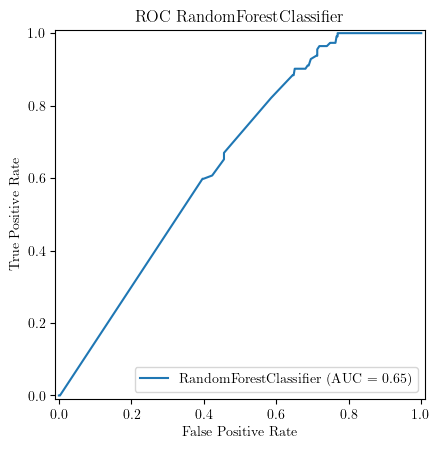 ROC RandomForestClassifier
1.0
0.8
0.6
0.4
0.2
0.0
True Positive Rate
RandomForestClassifier (AUC = 0.65)
0.0 0.2 0.4 0.6 0.8 1.0
False Positive Rate